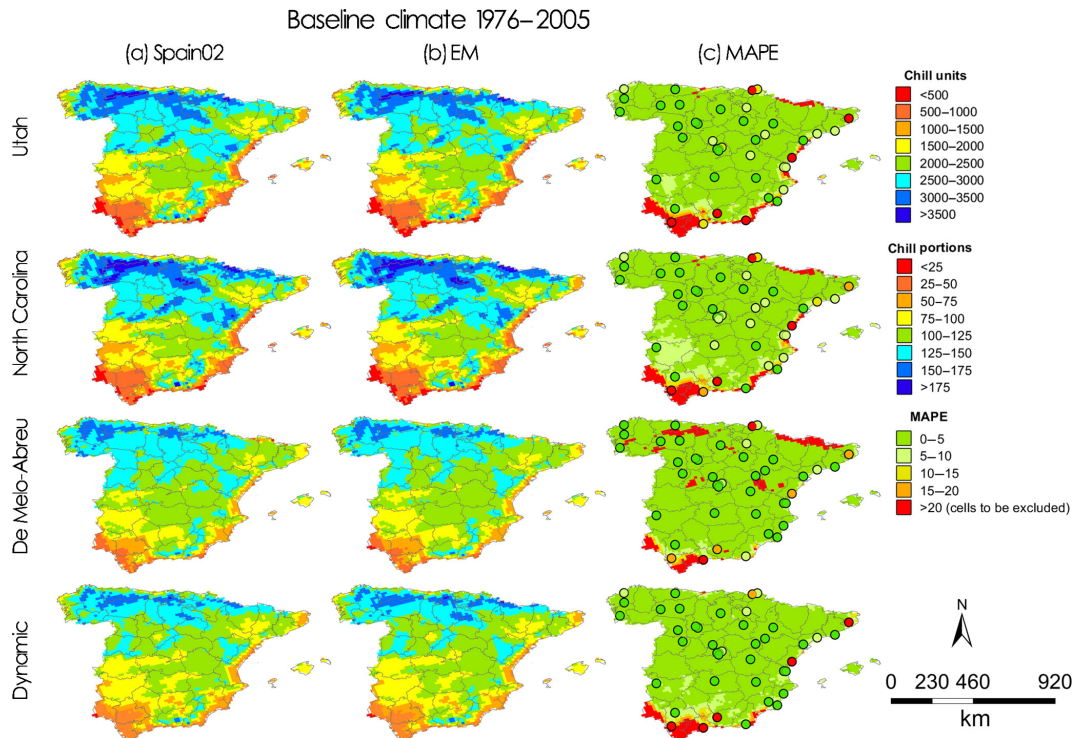 Baseline climate 1976–2005
(a) Spain02
(b) EM
(c) MAPE
Utah
North Carolina
De Melo-Abreu
Dynamic
Chill units
<500
500–1000
1000–1500
1500–2000
2000–2500
2500–3000
3000–3500
>3500
Chill portions
<25
25–50
50–75
75–100
100–125
125–150
150–175
>175
MAPE
0–5
5–10
10–15
15–20
>20 (cells to be excluded)
N
0 230 460 920
km